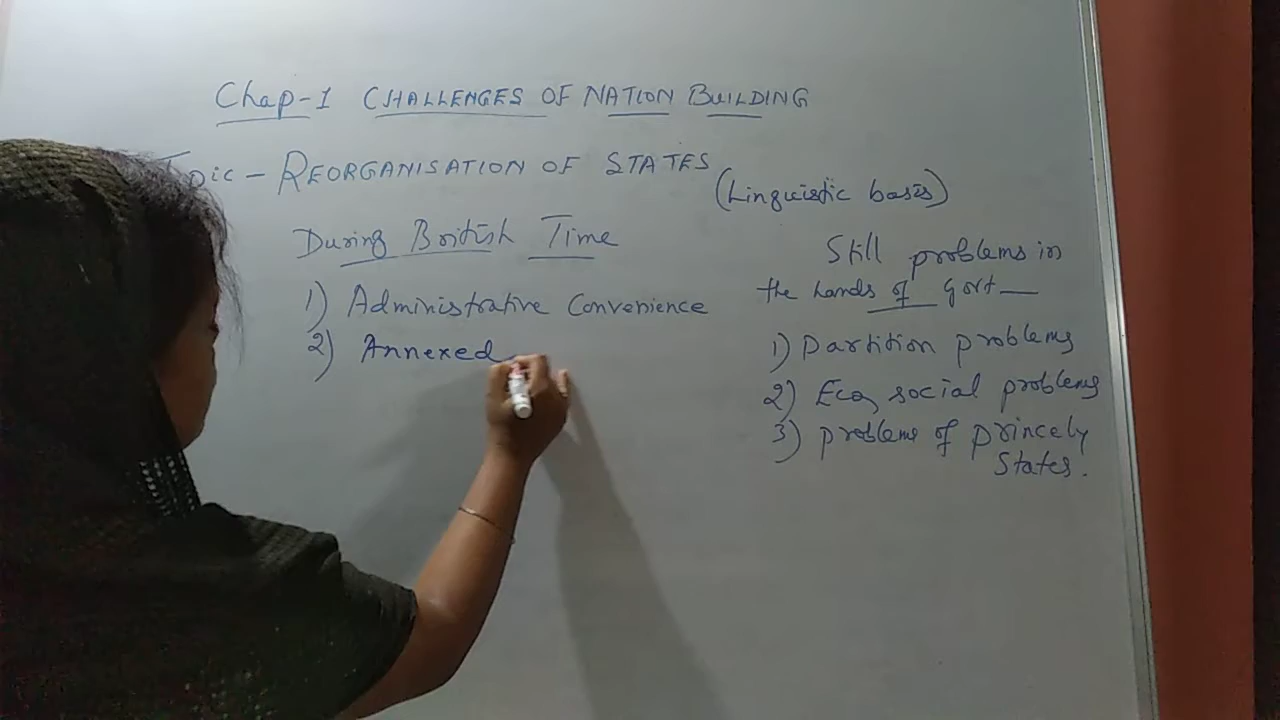 Chap-1 CHALLENGES OF NATION BUILDING
Topic - REORGANISATION OF STATES
(Linguistic basis)
During British Time
1) Administrative Convenience
2) Annexed
Still problems in
the hands of Govt —
1) Partition problems
2) Eco, social problems
3) problems of princely
States.